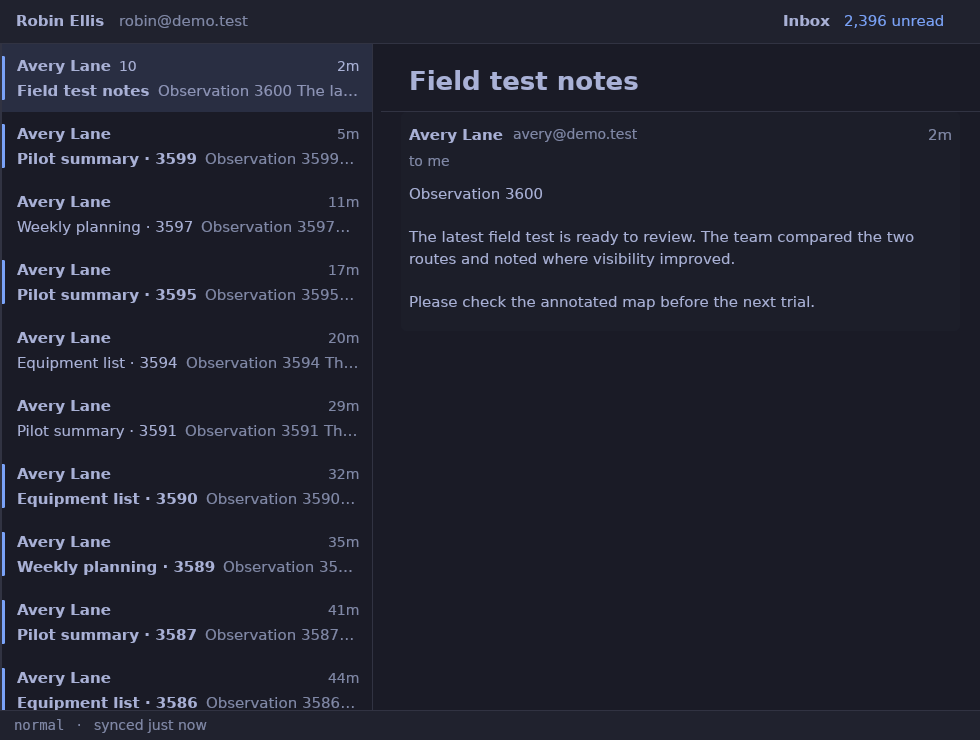 Robin Ellis robin@demo.test Inbox 2,396 unread
Avery Lane 10 2m
Field test notes Observation 3600 The la...
Avery Lane 5m
Pilot summary · 3599 Observation 3599...
Avery Lane 11m
Weekly planning · 3597 Observation 3597...
Avery Lane 17m
Pilot summary · 3595 Observation 3595...
Avery Lane 20m
Equipment list · 3594 Observation 3594 Th...
Avery Lane 29m
Pilot summary · 3591 Observation 3591 Th...
Avery Lane 32m
Equipment list · 3590 Observation 3590...
Avery Lane 35m
Weekly planning · 3589 Observation 35...
Avery Lane 41m
Pilot summary · 3587 Observation 3587...
Avery Lane 44m
Equipment list · 3586 Observation 3586...
Field test notes
Avery Lane avery@demo.test 2m
to me
Observation 3600
The latest field test is ready to review. The team compared the two
routes and noted where visibility improved.
Please check the annotated map before the next trial.
normal · synced just now